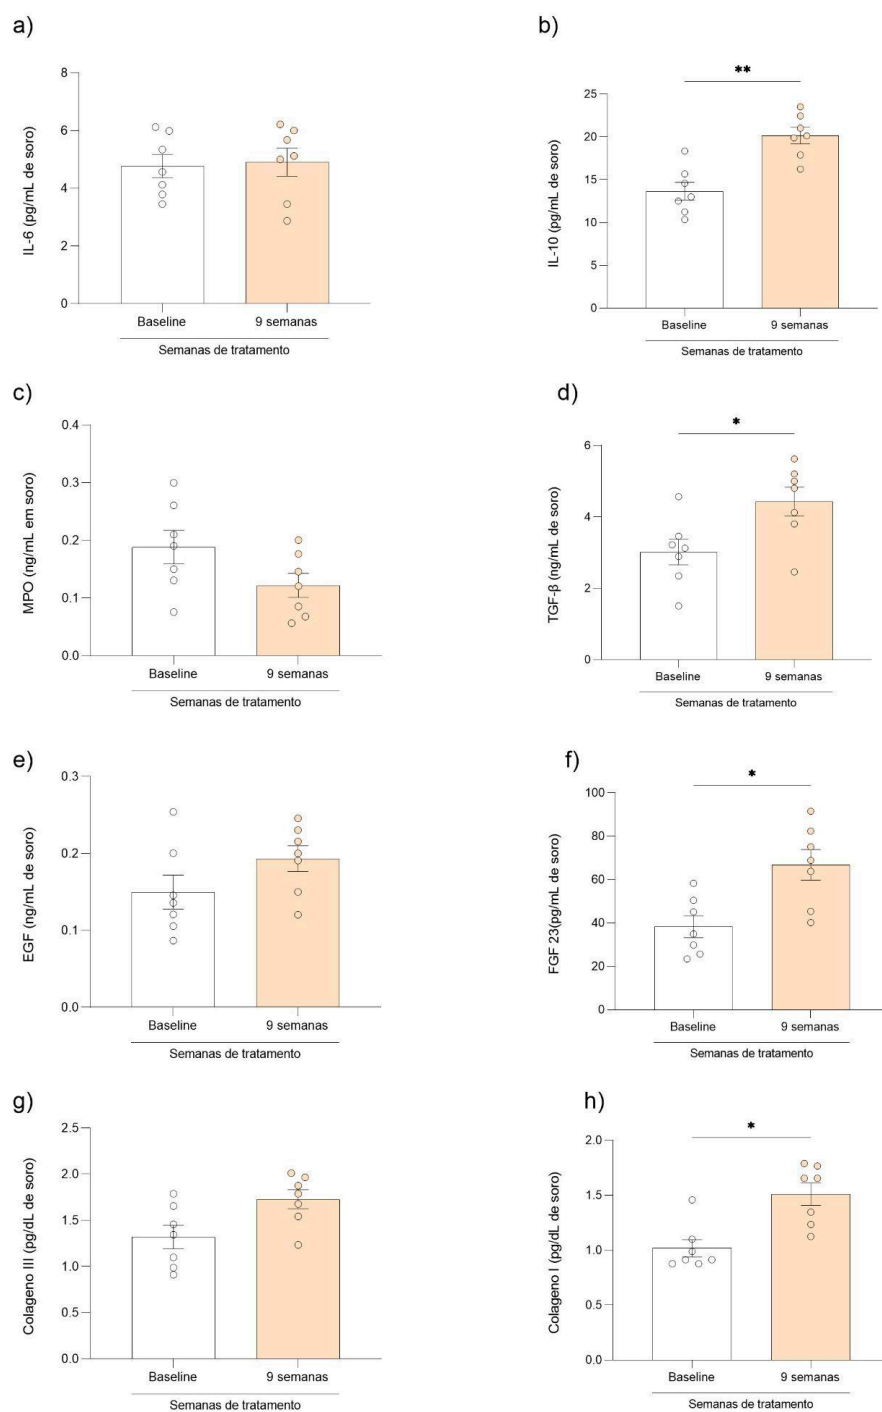 a)
IL-6 (pg/mL de soro)
8
6
4
2
0
Baseline
9 semanas
Semanas de tratamento
b)
**
IL-10 (pg/mL de soro)
25
20
15
10
5
0
Baseline
9 semanas
Semanas de tratamento
c)
MPO (ng/mL em soro)
0.4
0.3
0.2
0.1
0.0
Baseline
9 semanas
Semanas de tratamento
d)
*
TGF-β (ng/mL de soro)
6
4
2
0
Baseline
9 semanas
Semanas de tratamento
e)
EGF (ng/mL de soro)
0.3
0.2
0.1
0.0
Baseline
9 semanas
Semanas de tratamento
f)
*
FGF 23(pg/mL de soro)
100
80
60
40
20
0
Baseline
9 semanas
Semanas de tratamento
g)
Colageno III (pg/dL de soro)
2.5
2.0
1.5
1.0
0.5
0.0
Baseline
9 semanas
Semanas de tratamento
h)
*
Colageno I (pg/dL de soro)
2.0
1.5
1.0
0.5
0.0
Baseline
9 semanas
Semanas de tratamento